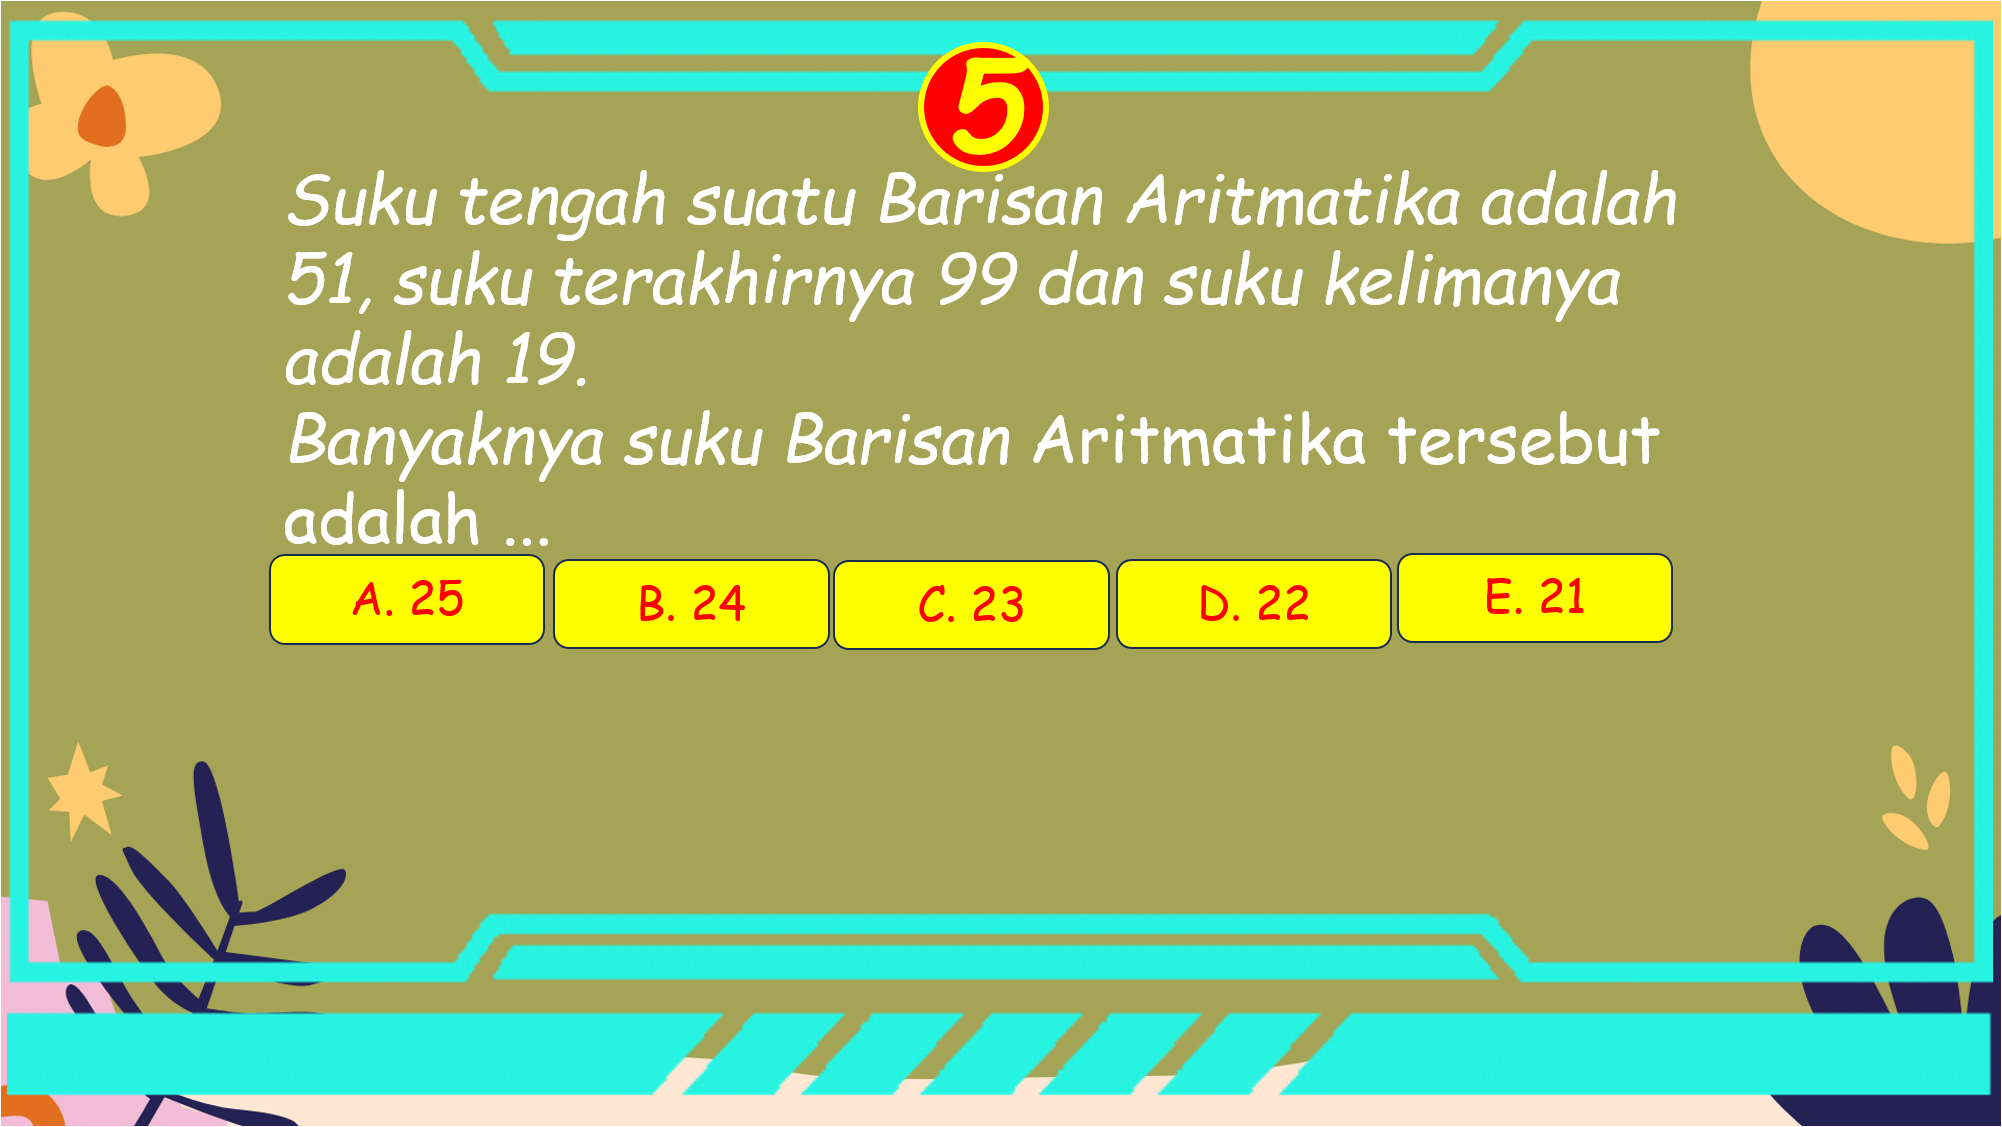 5
Suku tengah suatu Barisan Aritmatika adalah
51, suku terakhirnya 99 dan suku kelimanya
adalah 19.
Banyaknya suku Barisan Aritmatika tersebut
adalah ...
A. 25
B. 24
C. 23
D. 22
E. 21